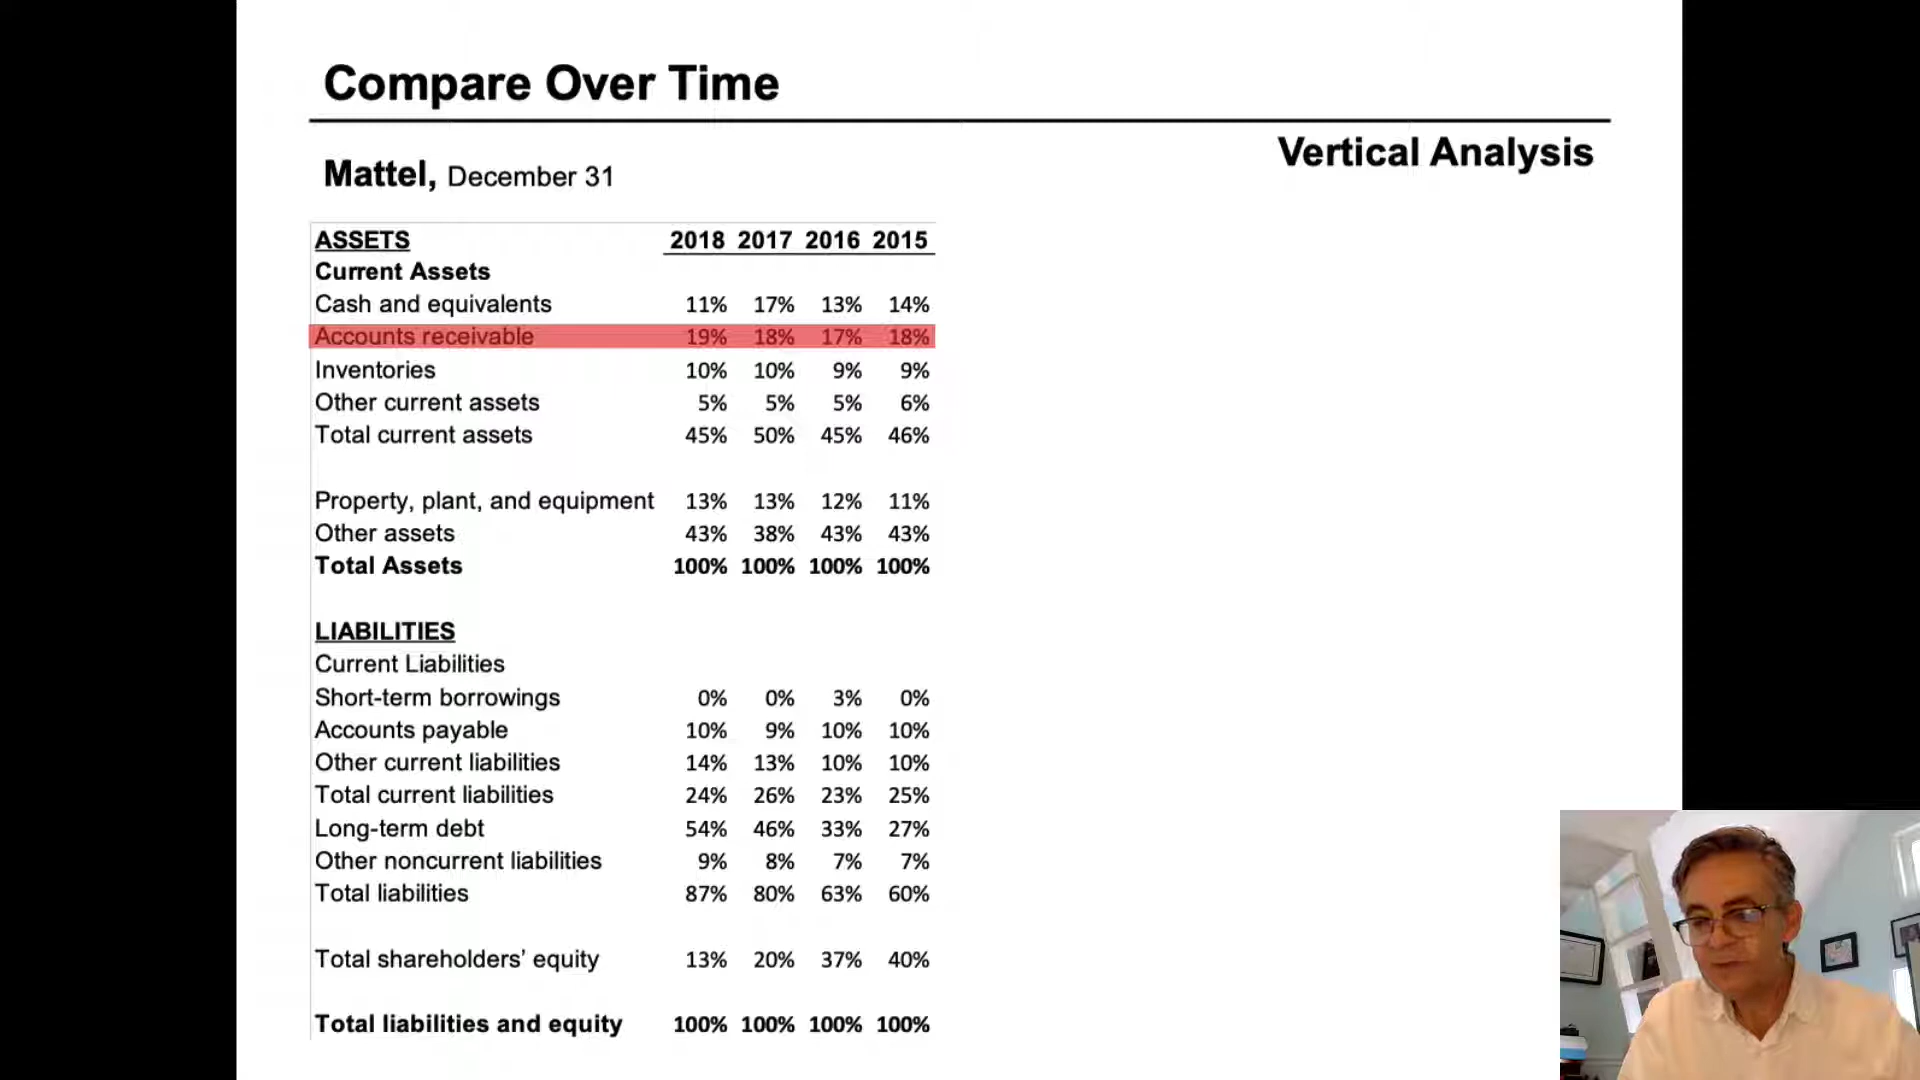 Compare Over Time
Vertical Analysis
Mattel, December 31
ASSETS 2018 2017 2016 2015
Current Assets
Cash and equivalents 11% 17% 13% 14%
Accounts receivable 19% 18% 17% 18%
Inventories 10% 10% 9% 9%
Other current assets 5% 5% 5% 6%
Total current assets 45% 50% 45% 46%
Property, plant, and equipment 13% 13% 12% 11%
Other assets 43% 38% 43% 43%
Total Assets 100% 100% 100% 100%
LIABILITIES
Current Liabilities
Short-term borrowings 0% 0% 3% 0%
Accounts payable 10% 9% 10% 10%
Other current liabilities 14% 13% 10% 10%
Total current liabilities 24% 26% 23% 25%
Long-term debt 54% 46% 33% 27%
Other noncurrent liabilities 9% 8% 7% 7%
Total liabilities 87% 80% 63% 60%
Total shareholders’ equity 13% 20% 37% 40%
Total liabilities and equity 100% 100% 100% 100%